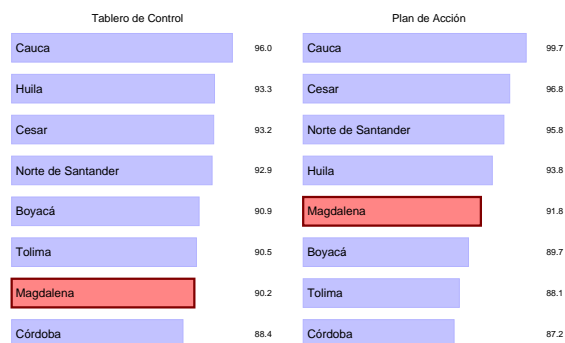 Tablero de Control
Cauca 96.0
Huila 93.3
Cesar 93.2
Norte de Santander 92.9
Boyacá 90.9
Tolima 90.5
Magdalena 90.2
Córdoba 88.4
Plan de Acción
Cauca 99.7
Cesar 96.8
Norte de Santander 95.8
Huila 93.8
Magdalena 91.8
Boyacá 89.7
Tolima 88.1
Córdoba 87.2